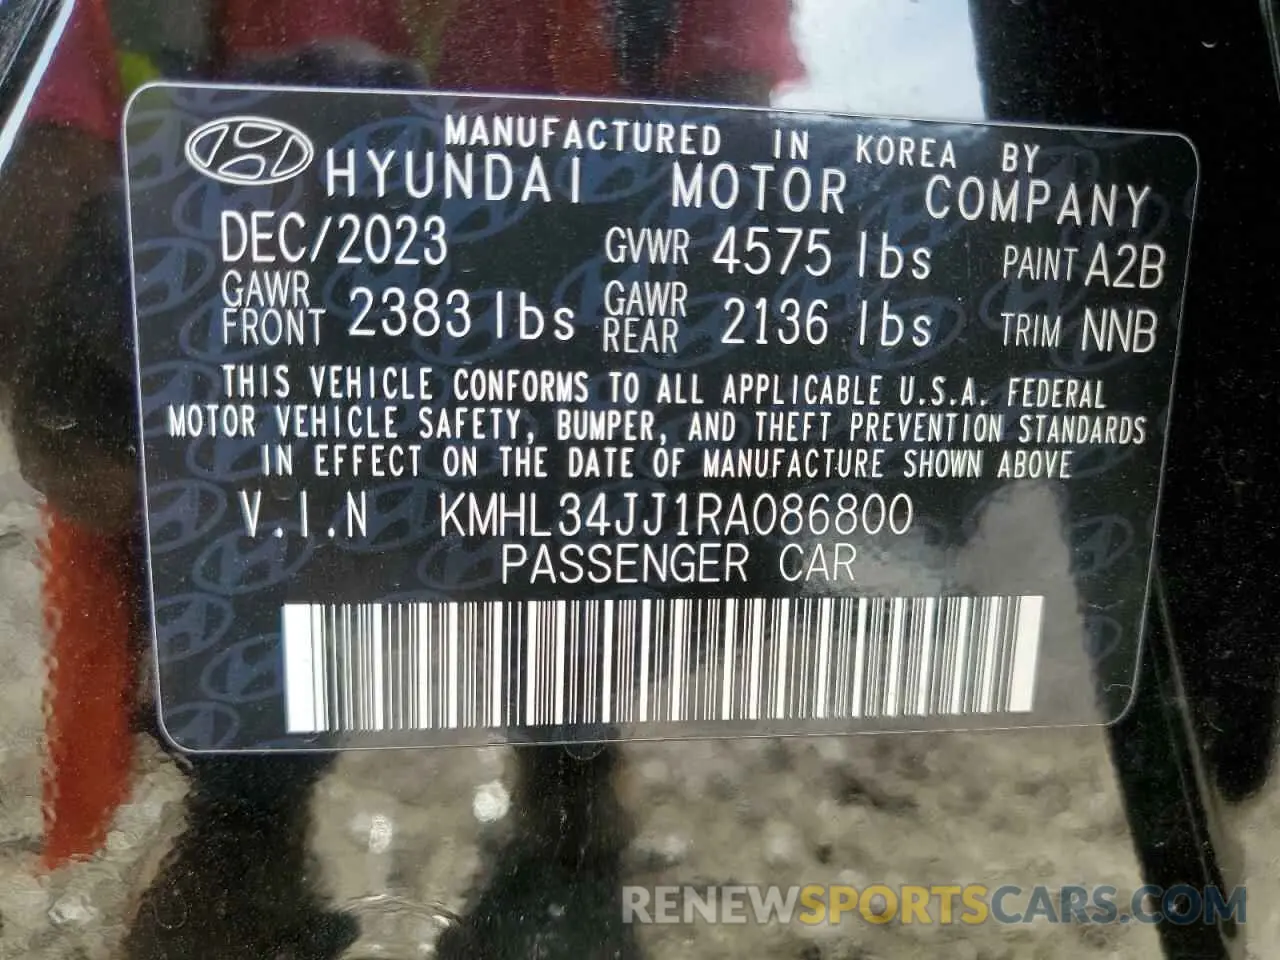 MANUFACTURED IN KOREA BY
HYUNDAI MOTOR COMPANY
DEC/2023 GVWR 4575 lbs PAINT A2B
GAWR FRONT 2383 lbs GAWR REAR 2136 lbs TRIM NNB
THIS VEHICLE CONFORMS TO ALL APPLICABLE U.S.A. FEDERAL
MOTOR VEHICLE SAFETY, BUMPER, AND THEFT PREVENTION STANDARDS
IN EFFECT ON THE DATE OF MANUFACTURE SHOWN ABOVE
V.I.N KMHL34JJ1RA086800
PASSENGER CAR
RENEWSPORTSCARS.COM